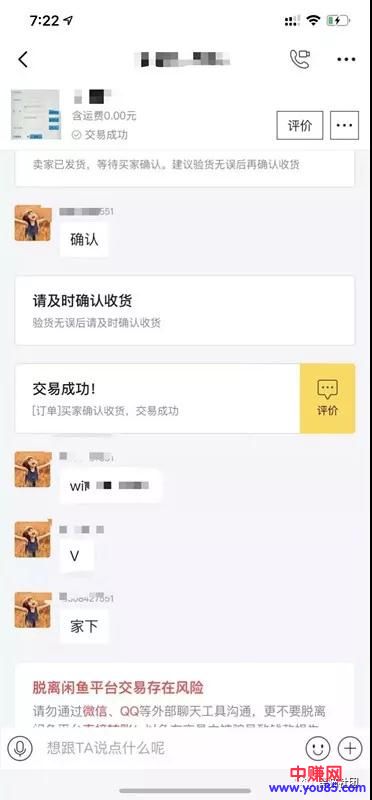 7:22
含运费0.00元
交易成功
评价
卖家已发货，等待买家确认。建议验货无误后再确认收货
551
确认
请及时确认收货
验货无误后请及时确认收货
交易成功！
[订单]买家确认收货，交易成功
评价
V
家下
脱离闲鱼平台交易存在风险
请勿通过微信、QQ等外部聊天工具沟通，更不要脱离
想跟TA说点什么呢
中赚网
www.you85.com